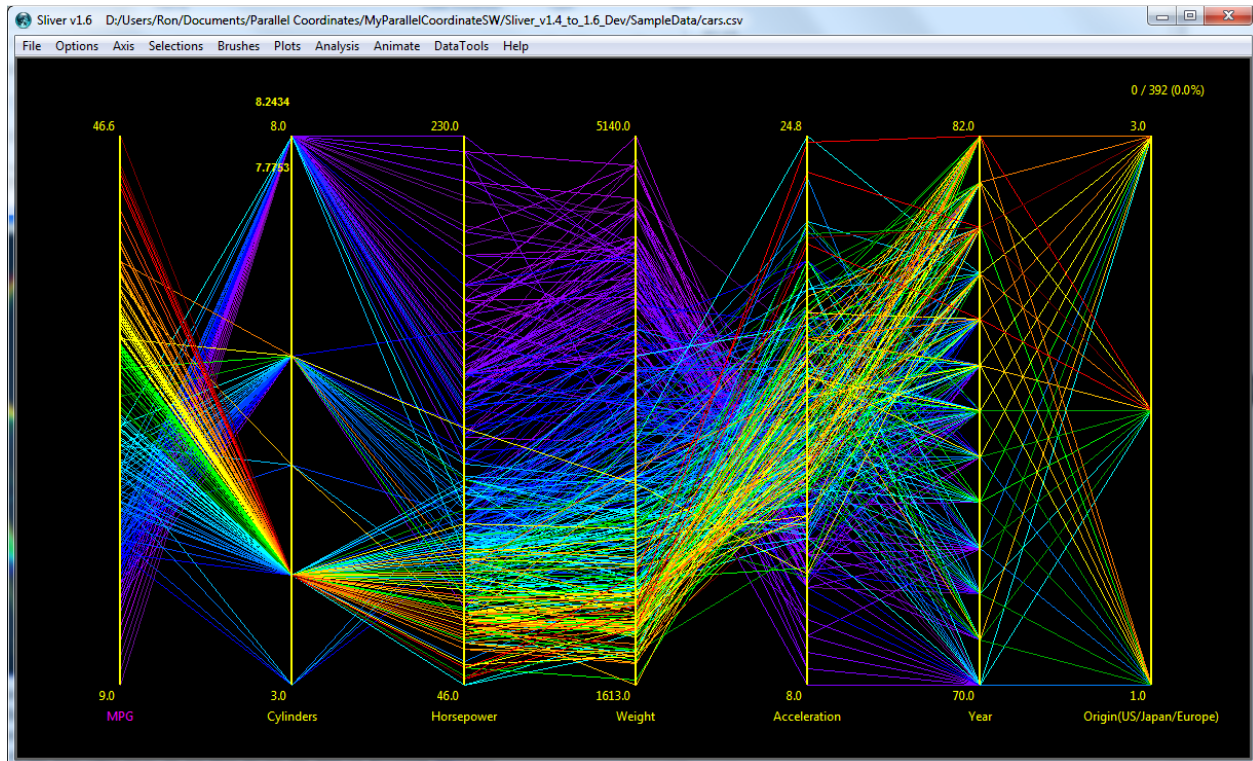 Sliver v1.6 D:/Users/Ron/Documents/Parallel Coordinates/MyParallelCoordinateSW/Sliver_v1.4_to_1.6_Dev/SampleData/cars.csv
File Options Axis Selections Brushes Plots Analysis Animate DataTools Help
0 / 392 (0.0%)
8.2434
46.6 8.0 230.0 5140.0 24.8 82.0 3.0
7.7753
9.0 3.0 46.0 1613.0 8.0 70.0 1.0
MPG Cylinders Horsepower Weight Acceleration Year Origin(US/Japan/Europe)